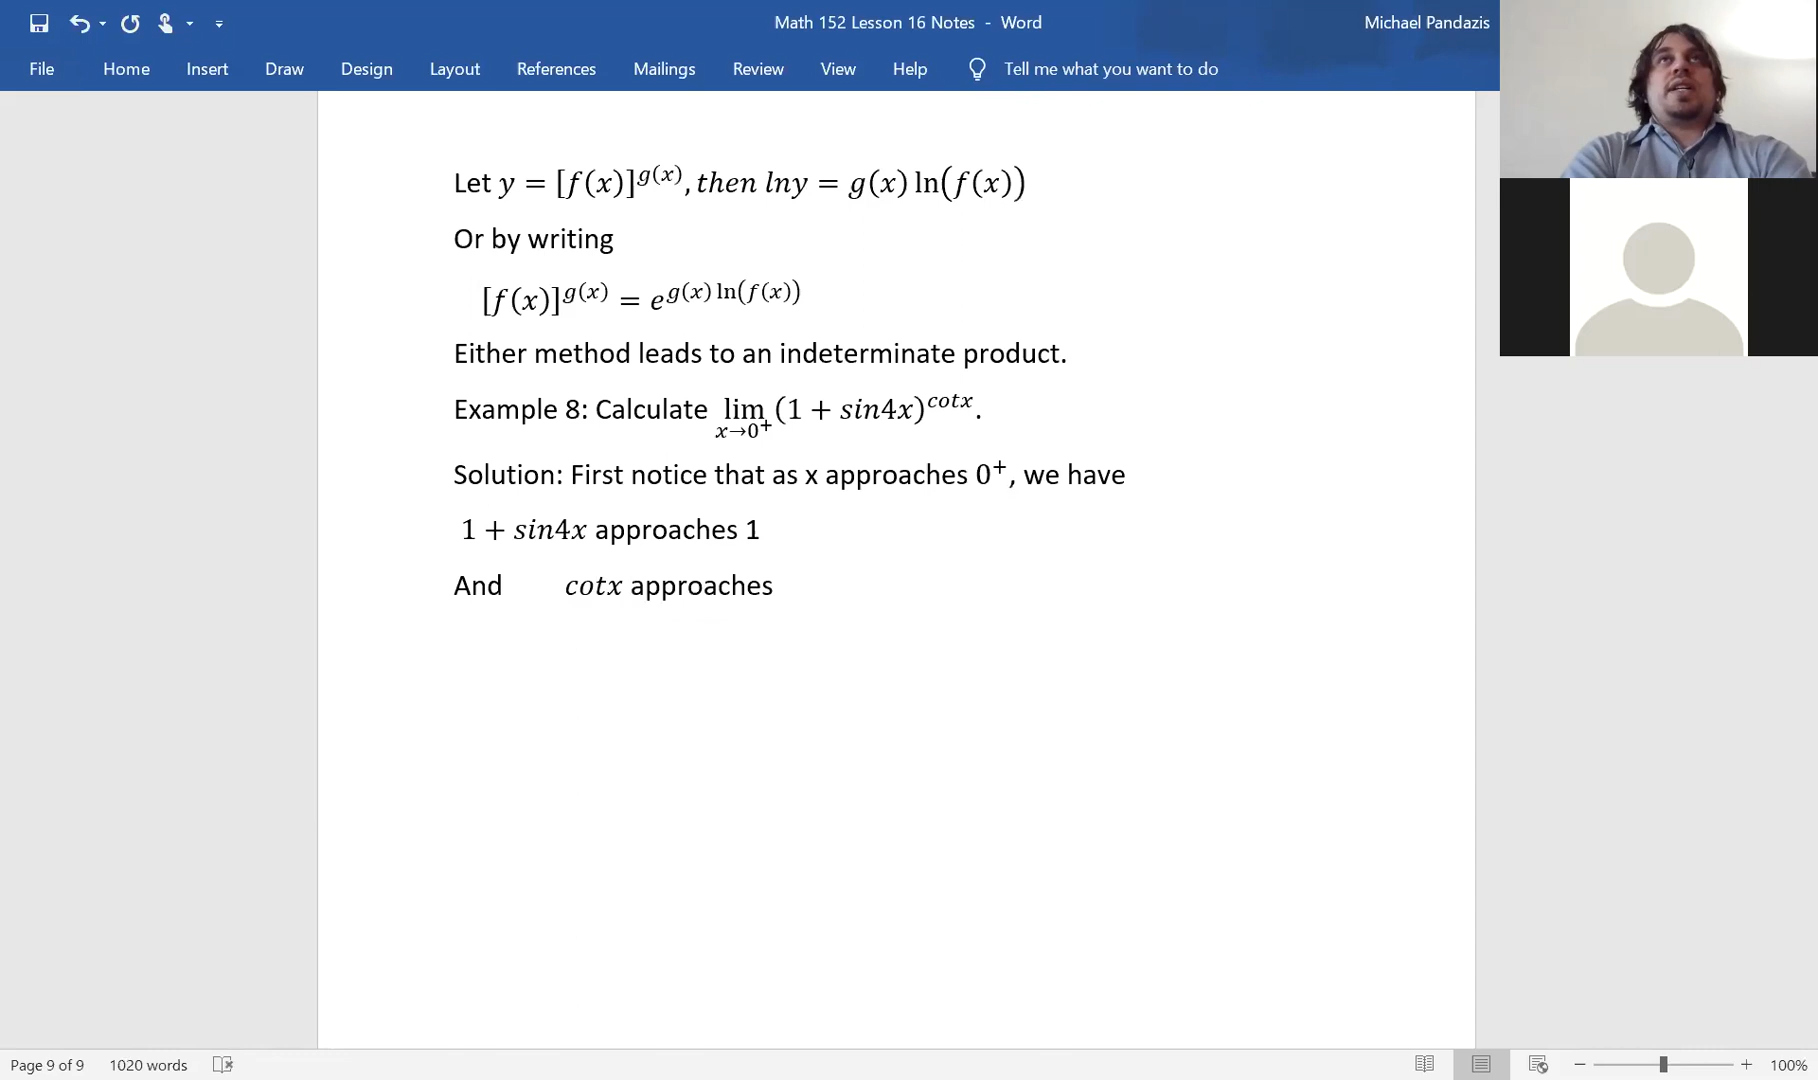 Math 152 Lesson 16 Notes - Word
Michael Pandazis
File Home Insert Draw Design Layout References Mailings Review View Help Tell me what you want to do
Let y = [f(x)]^{g(x)}, then lny = g(x) ln(f(x))
Or by writing
[f(x)]^{g(x)} = e^{g(x) ln(f(x))}
Either method leads to an indeterminate product.
Example 8: Calculate lim_{x→0⁺} (1 + sin4x)^{cotx}.
Solution: First notice that as x approaches 0⁺, we have
1 + sin4x approaches 1
And cotx approaches
Page 9 of 9 1020 words 100%